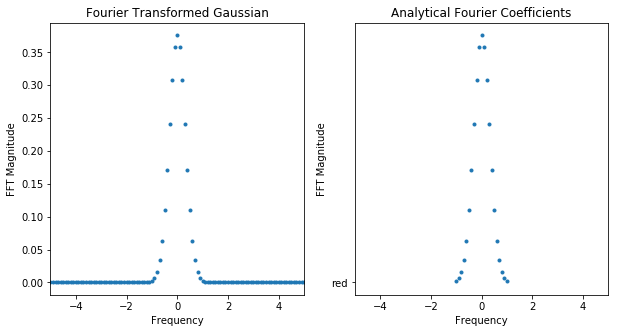 Fourier Transformed Gaussian
FFT Magnitude
0.35
0.30
0.25
0.20
0.15
0.10
0.05
0.00
−4 −2 0 2 4
Frequency
Analytical Fourier Coefficients
FFT Magnitude
red
−4 −2 0 2 4
Frequency